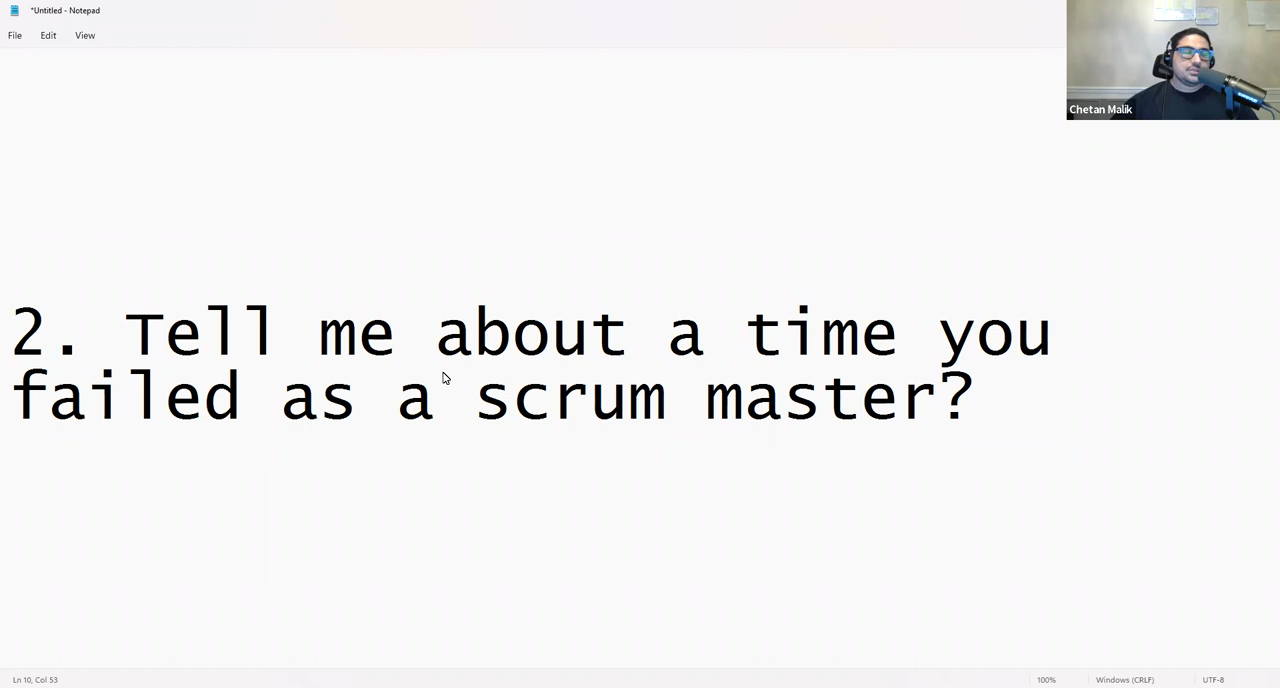 *Untitled - Notepad
File Edit View
Chetan Malik
2. Tell me about a time you
failed as a scrum master?
Ln 10, Col 53
100%
Windows (CRLF)
UTF-8